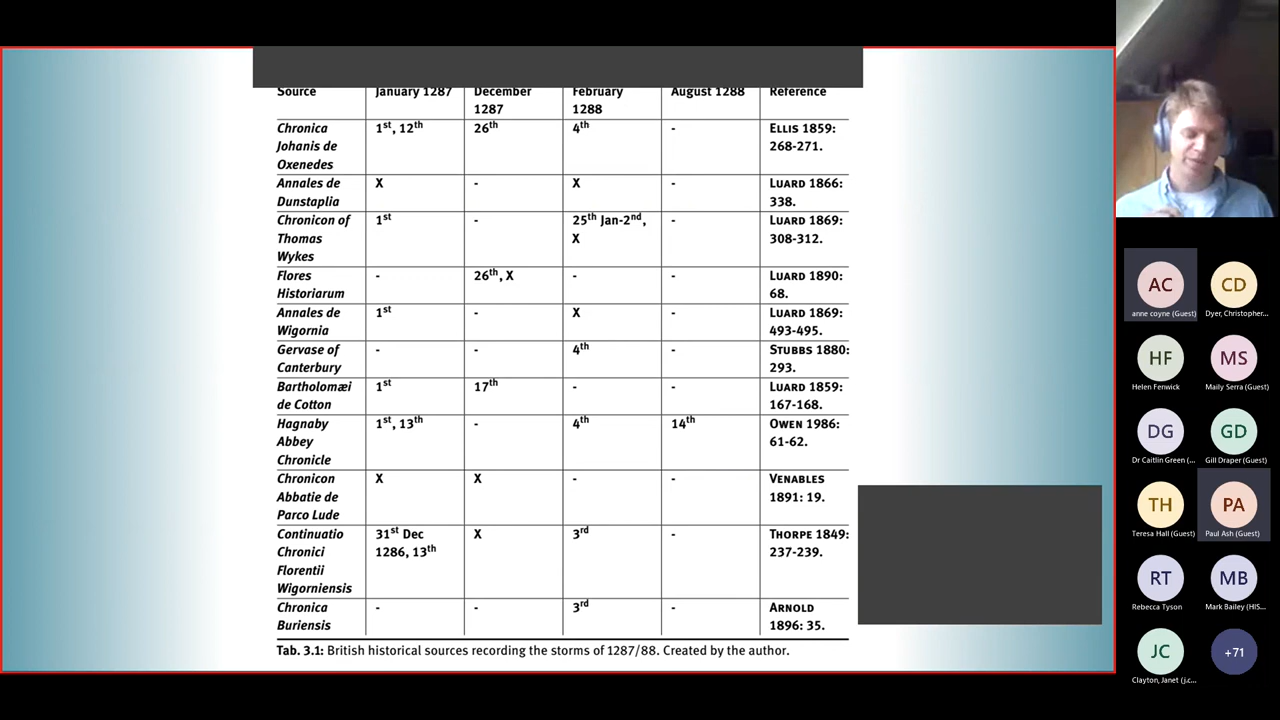 Source January 1287 December 1287 February 1288 August 1288 Reference
Chronica Johanis de Oxenedes 1st, 12th 26th 4th - ELLIS 1859: 268-271.
Annales de Dunstaplia X - X - LUARD 1866: 338.
Chronicon of Thomas Wykes 1st - 25th Jan-2nd, X - LUARD 1869: 308-312.
Flores Historiarum - 26th, X - - LUARD 1890: 68.
Annales de Wigornia 1st - X - LUARD 1869: 493-495.
Gervase of Canterbury - - 4th - STUBBS 1880: 293.
Bartholomæi de Cotton 1st 17th - - LUARD 1859: 167-168.
Hagnaby Abbey Chronicle 1st, 13th - 4th 14th OWEN 1986: 61-62.
Chronicon Abbatie de Parco Lude X X - - VENABLES 1891: 19.
Continuatio Chronici Florentii Wigorniensis 31st Dec 1286, 13th X 3rd - THORPE 1849: 237-239.
Chronica Buriensis - - 3rd - ARNOLD 1896: 35.
Tab. 3.1: British historical sources recording the storms of 1287/88. Created by the author.
AC CD
anne coyne (Guest) Dyer, Christopher...
HF MS
Helen Fenwick Maily Serra (Guest)
DG GD
Dr Caitlin Green (... Gill Draper (Guest)
TH PA
Teresa Hall (Guest) Paul Ash (Guest)
RT MB
Rebecca Tyson Mark Bailey (HIS...
JC +71
Clayton, Janet (j.c...